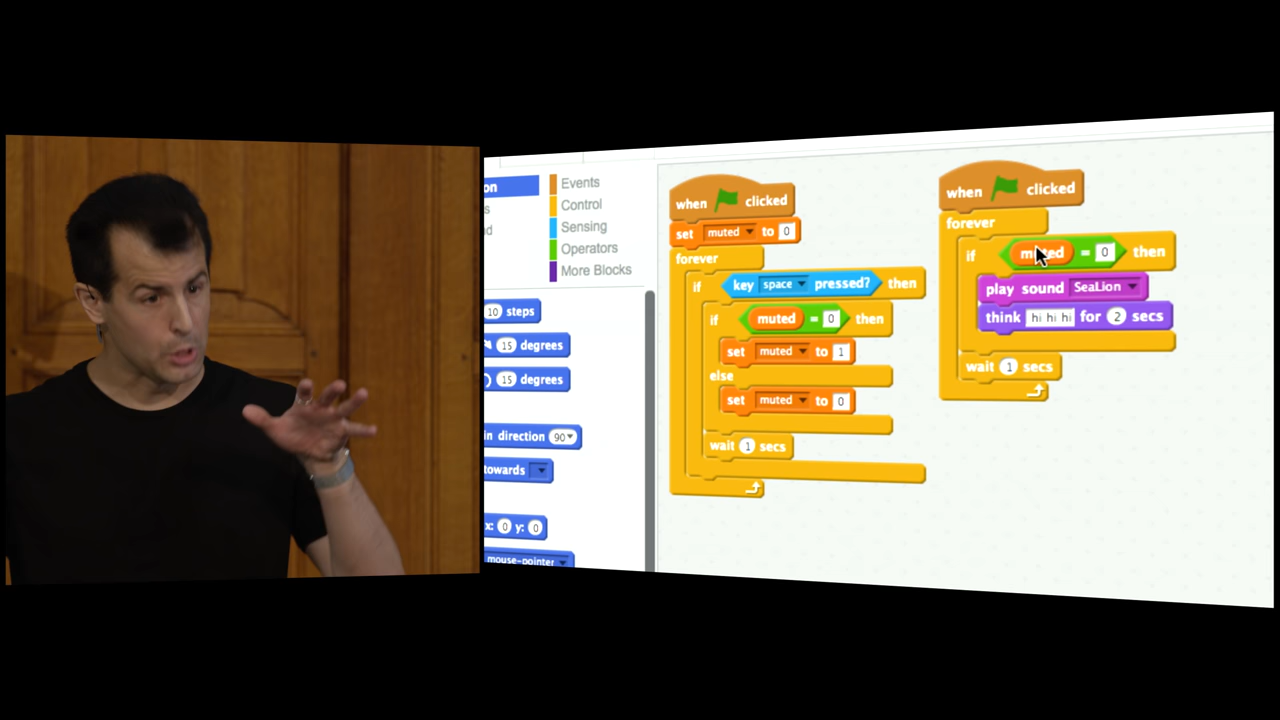 on
s
d
Events
Control
Sensing
Operators
More Blocks
10 steps
15 degrees
15 degrees
in direction 90
towards
x: 0 y: 0
mouse-pointer
when clicked
set muted to 0
forever
if key space pressed? then
if muted = 0 then
set muted to 1
else
set muted to 0
wait 1 secs
when clicked
forever
if muted = 0 then
play sound SeaLion
think hi hi hi for 2 secs
wait 1 secs